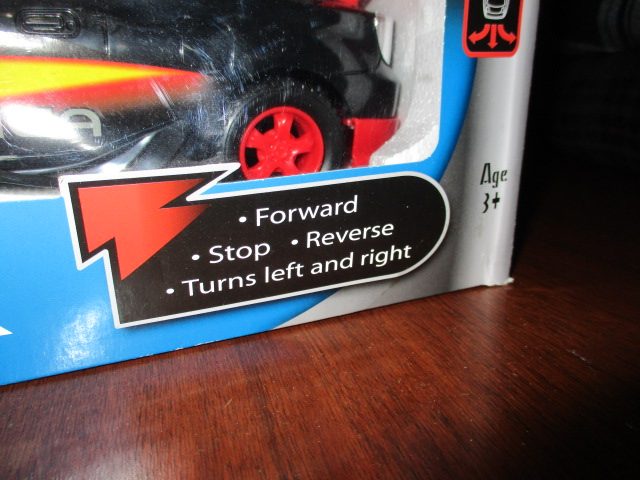 Age
3+
• Forward
• Stop • Reverse
• Turns left and right